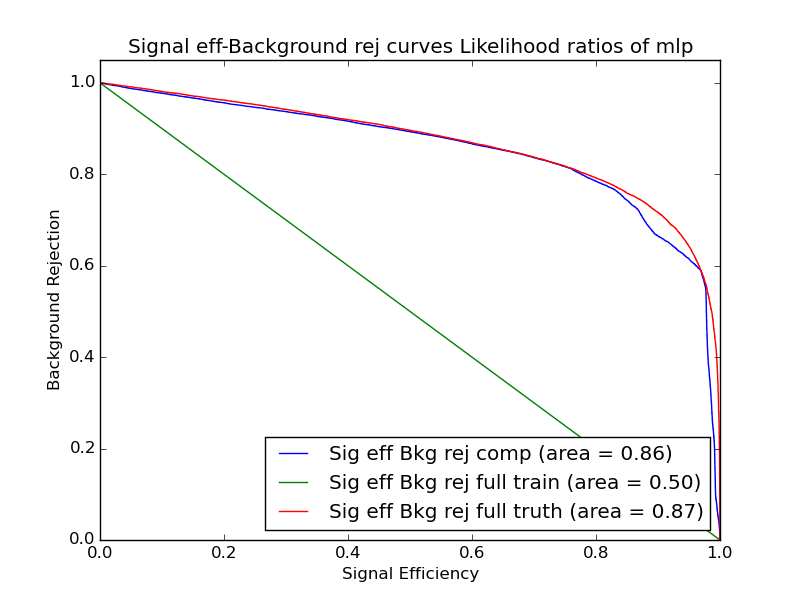 Signal eff-Background rej curves Likelihood ratios of mlp
1.0
0.8
0.6
0.4
0.2
0.0
Background Rejection
Sig eff Bkg rej comp (area = 0.86)
Sig eff Bkg rej full train (area = 0.50)
Sig eff Bkg rej full truth (area = 0.87)
0.0 0.2 0.4 0.6 0.8 1.0
Signal Efficiency